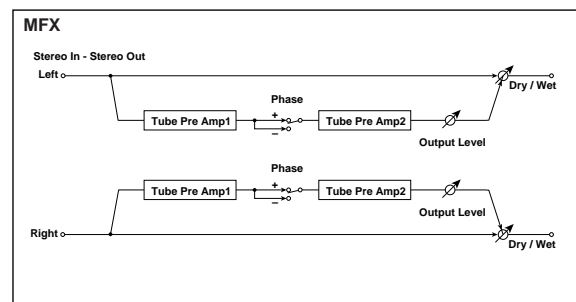 MFX
Stereo In - Stereo Out
Left
Dry / Wet
Phase
+
Tube Pre Amp1
Tube Pre Amp2
–
Output Level
Phase
+
Tube Pre Amp1
Tube Pre Amp2
–
Output Level
Right
Dry / Wet